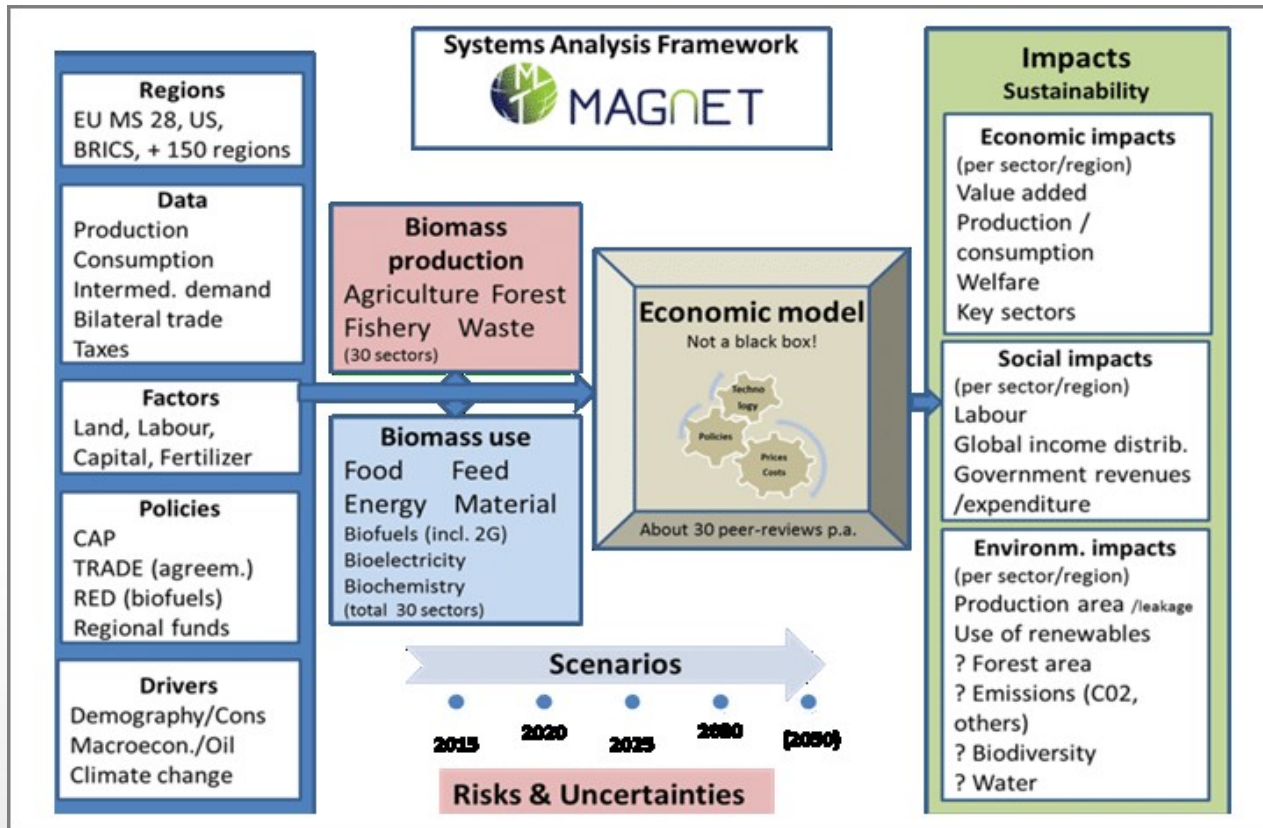 Systems Analysis Framework
MAGNET
Regions
EU MS 28, US,
BRICS, + 150 regions
Data
Production
Consumption
Intermed. demand
Bilateral trade
Taxes
Factors
Land, Labour,
Capital, Fertilizer
Policies
CAP
TRADE (agreem.)
RED (biofuels)
Regional funds
Drivers
Demography/Cons
Macroecon./Oil
Climate change
Biomass
production
Agriculture Forest
Fishery Waste
(30 sectors)
Biomass use
Food Feed
Energy Material
Biofuels (incl. 2G)
Bioelectricity
Biochemistry
(total 30 sectors)
Economic model
Not a black box!
Techno
logy
Policies
Prices
Costs
About 30 peer-reviews p.a.
Scenarios
2015
2020
2025
2030
(2050)
Risks & Uncertainties
Impacts
Sustainability
Economic impacts
(per sector/region)
Value added
Production /
consumption
Welfare
Key sectors
Social impacts
(per sector/region)
Labour
Global income distrib.
Government revenues
/expenditure
Environm. impacts
(per sector/region)
Production area /leakage
Use of renewables
? Forest area
? Emissions (C02,
others)
? Biodiversity
? Water